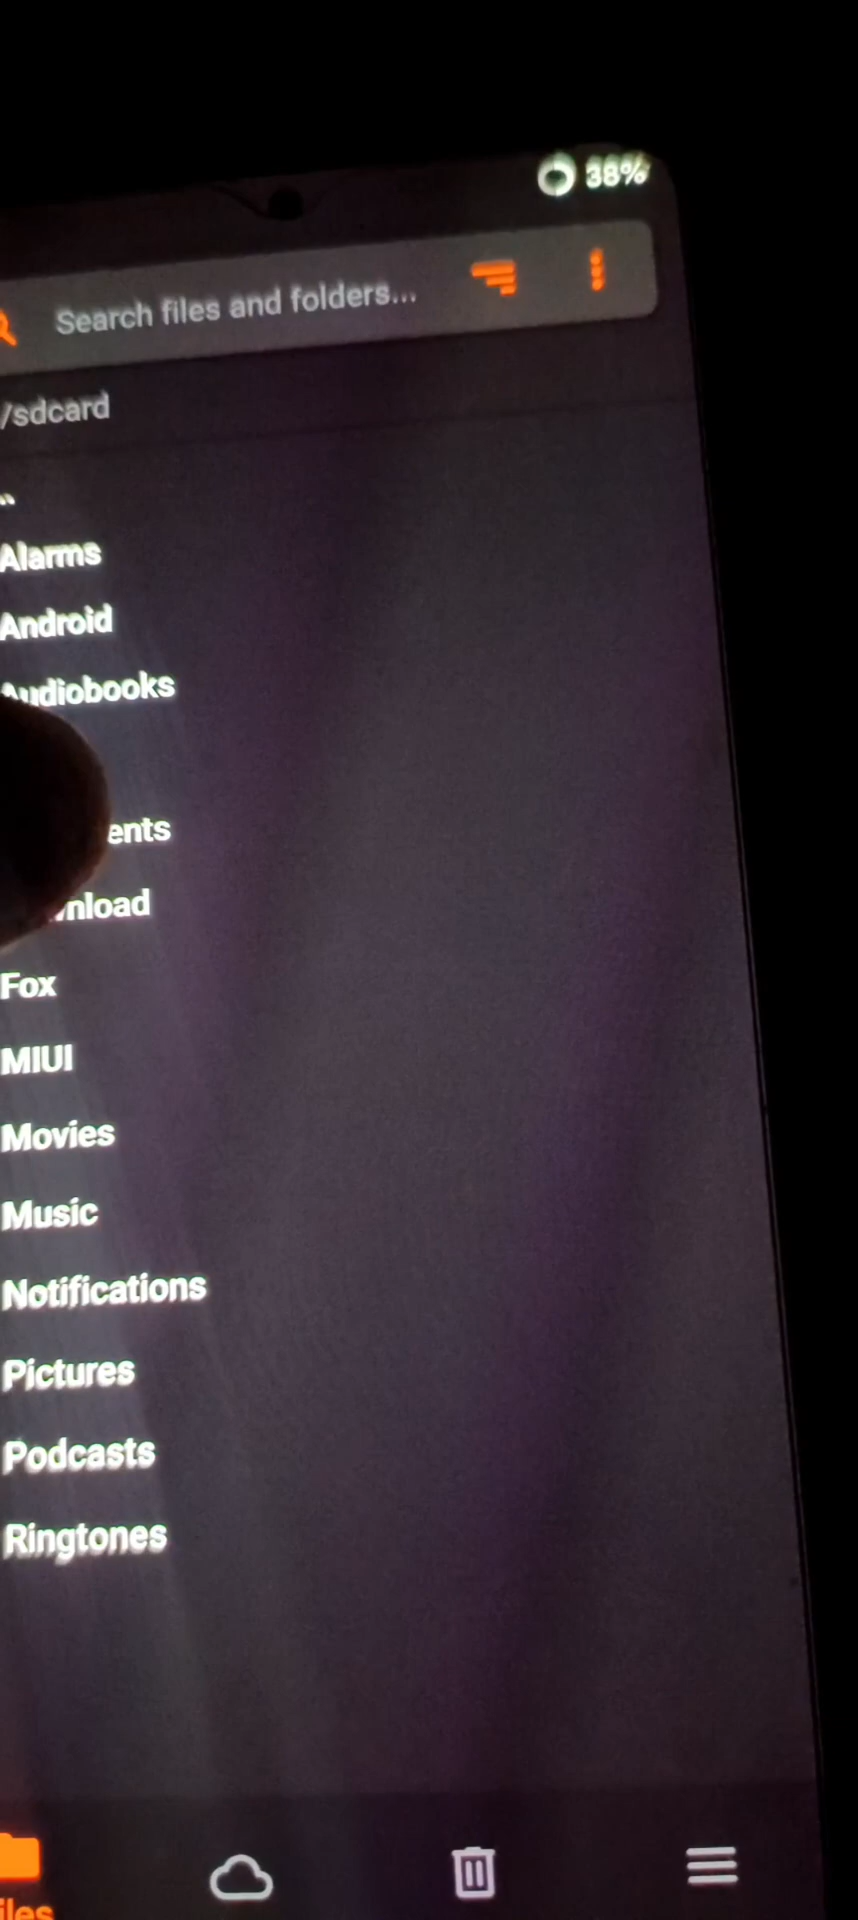 38%
Search files and folders...
/sdcard
..
Alarms
Android
Audiobooks
ents
nload
Fox
MIUI
Movies
Music
Notifications
Pictures
Podcasts
Ringtones
iles